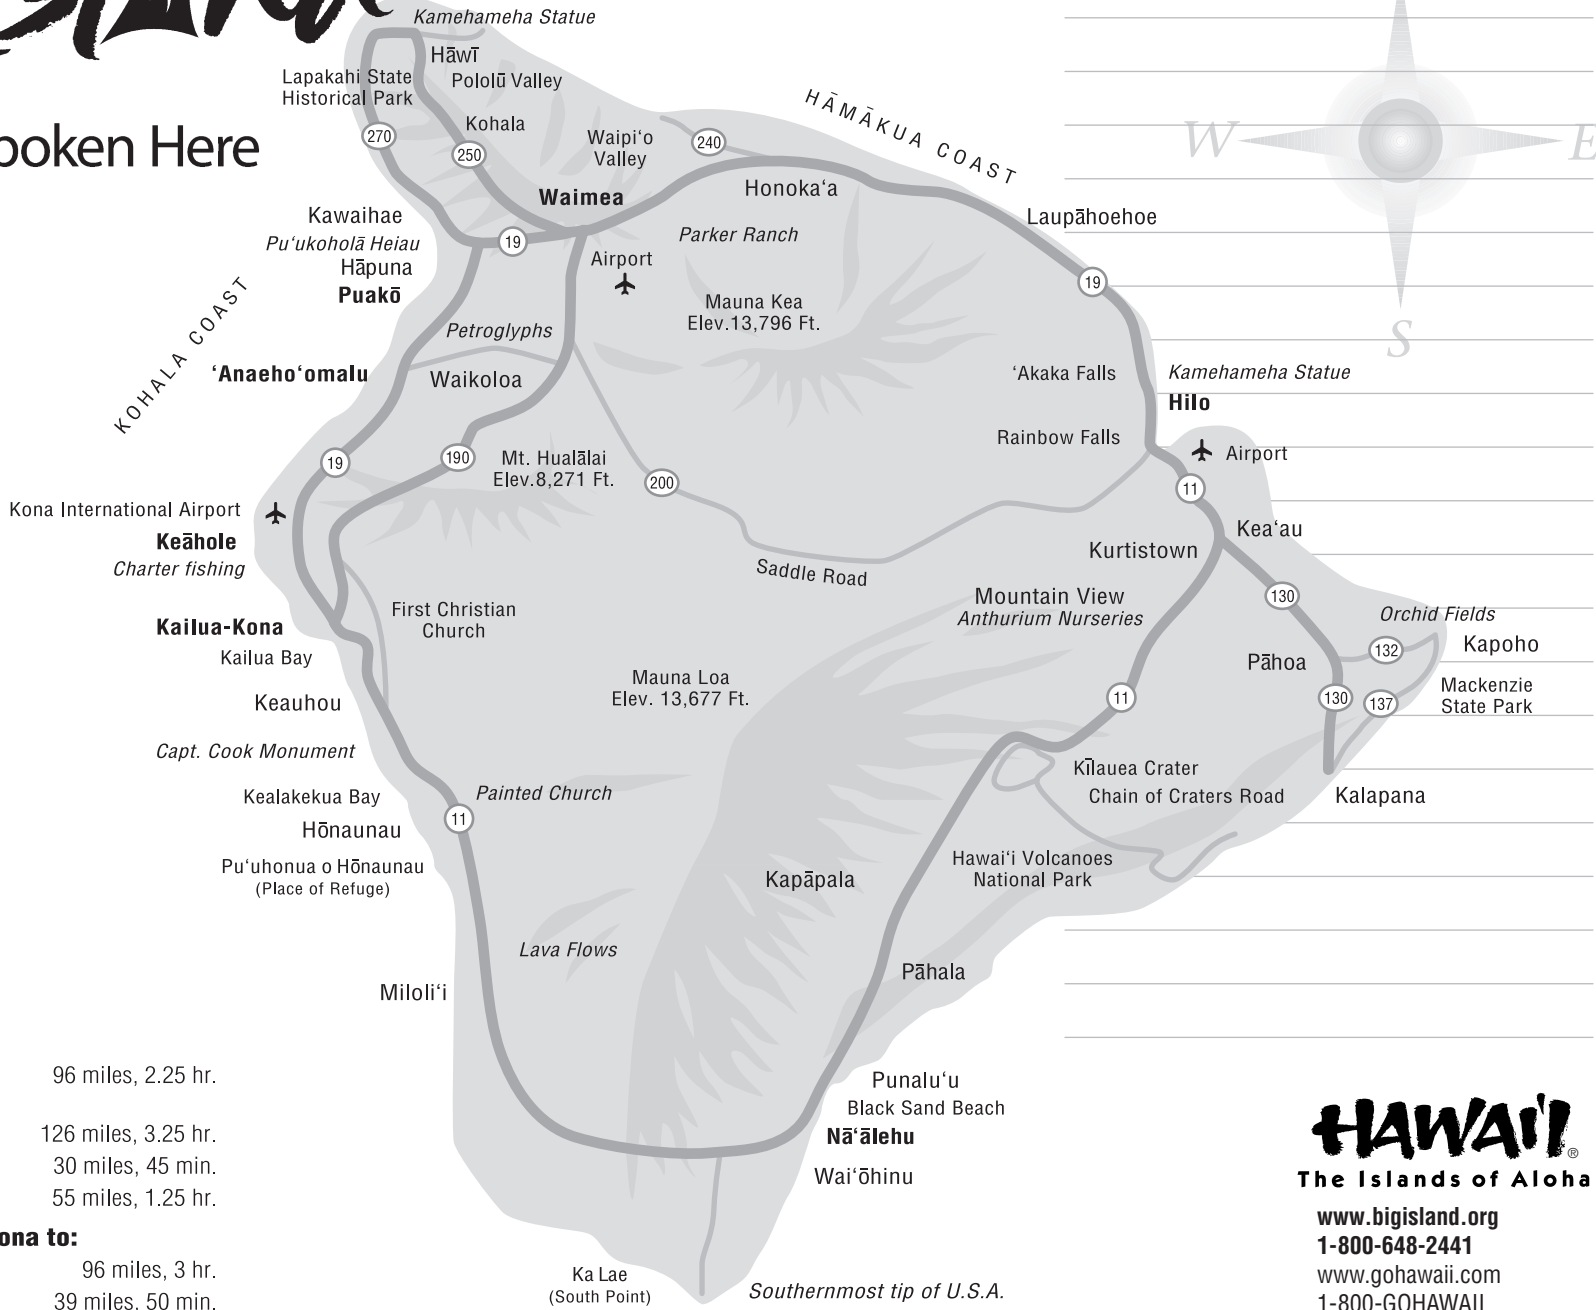 Kamehameha Statue
Hāwī
Pololū Valley
Lapakahi State
Historical Park
270
Kohala
250
Waipi‘o
Valley
240
HĀMĀKUA COAST
W
E
S
Here
Waimea
Honoka‘a
Laupāhoehoe
Kawaihae
Pu‘ukoholā Heiau
Hāpuna
Puakō
19
Parker Ranch
Airport
19
Mauna Kea
Elev.13,796 Ft.
KOHALA COAST
Petroglyphs
‘Anaeho‘omalu
Waikoloa
‘Akaka Falls
Kamehameha Statue
Hilo
Rainbow Falls
Airport
19
190
Mt. Hualālai
Elev.8,271 Ft.
200
11
Kona International Airport
Keāhole
Charter fishing
Saddle Road
Kea‘au
Kurtistown
Mountain View
Anthurium Nurseries
130
Orchid Fields
Kapoho
132
Pāhoa
First Christian
Church
Kailua-Kona
Kailua Bay
Keauhou
Mauna Loa
Elev. 13,677 Ft.
11
130
137
Mackenzie
State Park
Capt. Cook Monument
Kealakekua Bay
Painted Church
11
Hōnaunau
Pu‘uhonua o Hōnaunau
(Place of Refuge)
Kīlauea Crater
Chain of Craters Road
Kalapana
Hawai‘i Volcanoes
National Park
Kapāpala
Lava Flows
Pāhala
Miloli‘i
Punalu‘u
Black Sand Beach
Nā‘ālehu
Wai‘ōhinu
Ka Lae
(South Point)
Southernmost tip of U.S.A.
96 miles, 2.25 hr.
126 miles, 3.25 hr.
30 miles, 45 min.
55 miles, 1.25 hr.
to:
96 miles, 3 hr.
39 miles, 50 min.
HAWAI‘I®
The Islands of Aloha
www.bigisland.org
1-800-648-2441
www.gohawaii.com
1-800-GOHAWAII